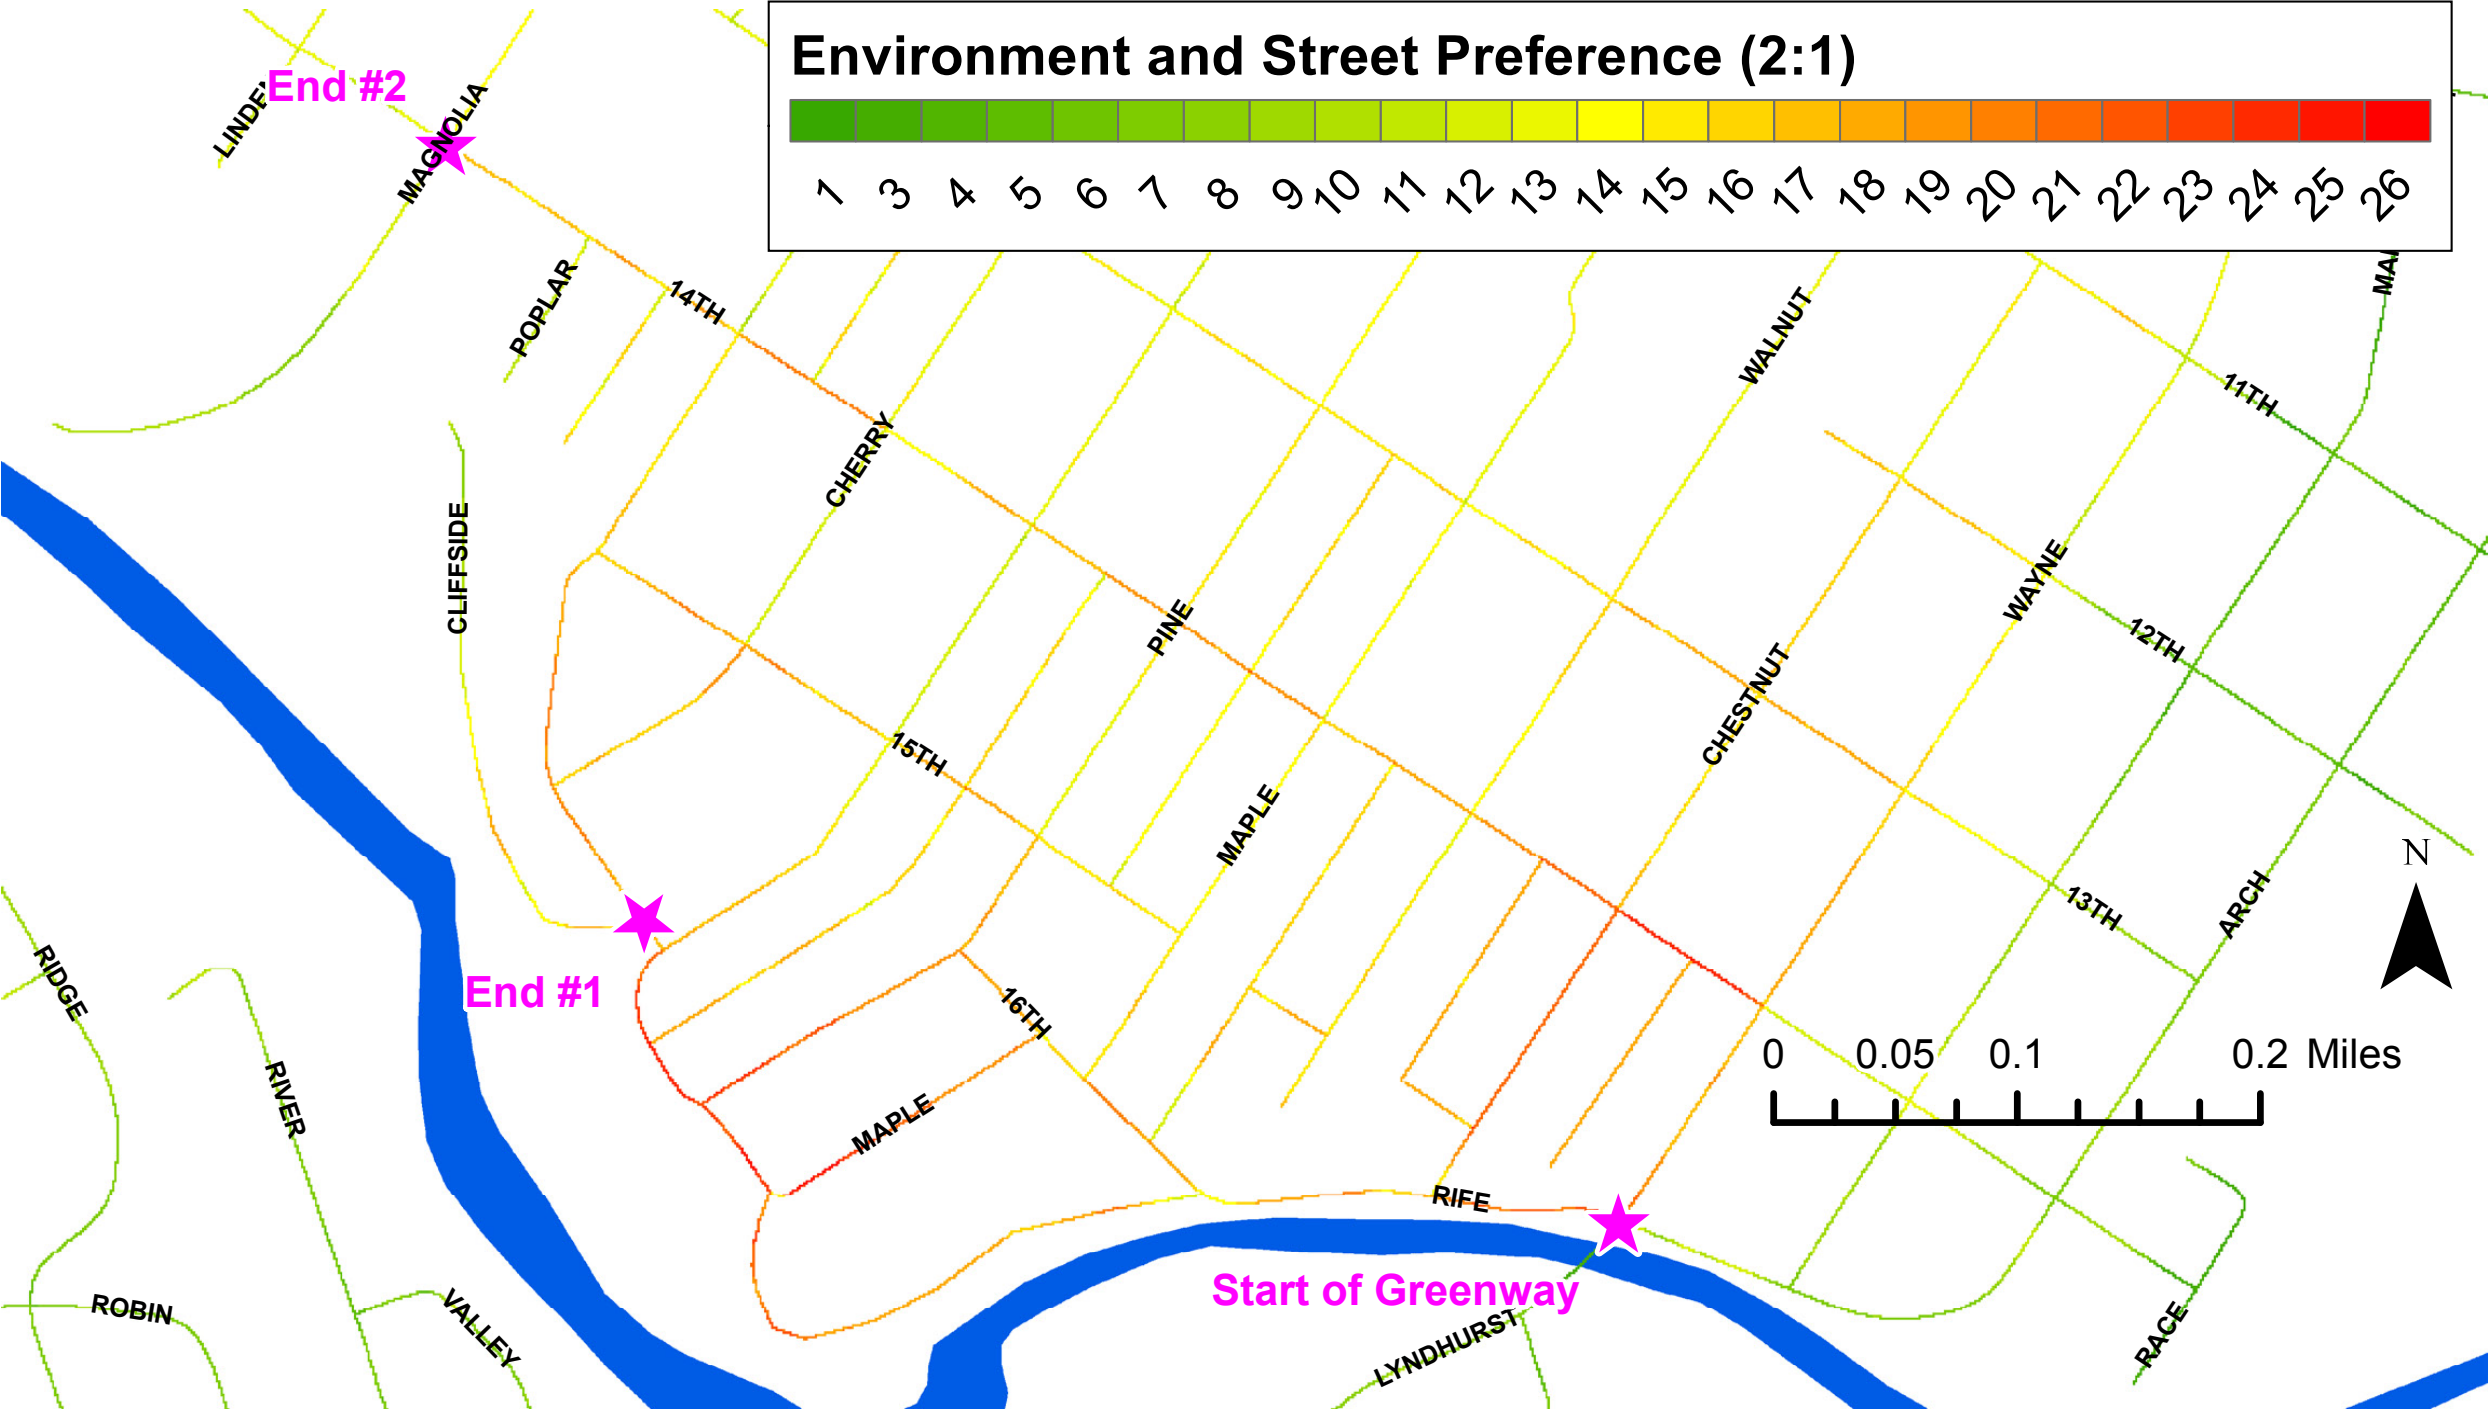 Environment and Street Preference (2:1)
1 3 4 5 6 7 8 9 10 11 12 13 14 15 16 17 18 19 20 21 22 23 24 25 26
End #2
MAGNOLIA
POPLAR
14TH
WALNUT
11TH
CHERRY
CLIFFSIDE
PINE
WAYNE
12TH
CHESTNUT
15TH
MAPLE
N
13TH
ARCH
RIDGE
End #1
16TH
0 0.05 0.1 0.2 Miles
RIVER
MAPLE
RIFE
Start of Greenway
ROBIN
VALLEY
LYNDHURST
RACE